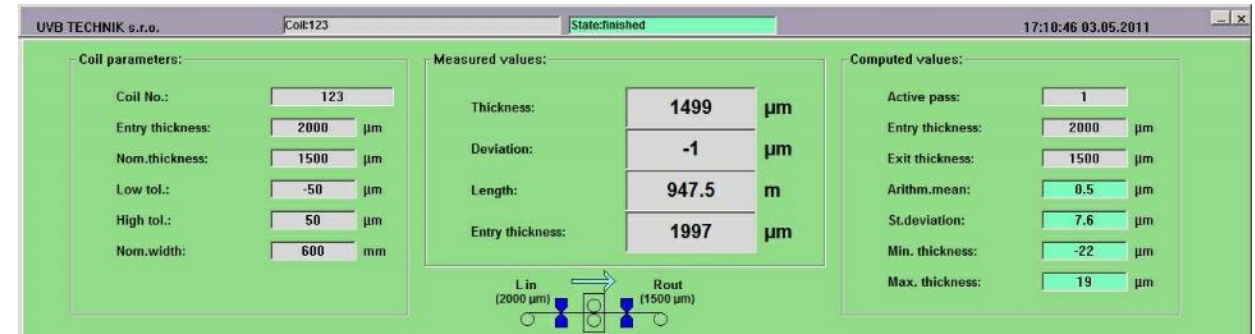 UVB TECHNIK s.r.o. Coil:123 State:finished 17:10:46 03.05.2011
Coil parameters:
Coil No.: 123
Entry thickness: 2000 µm
Nom.thickness: 1500 µm
Low tol.: -50 µm
High tol.: 50 µm
Nom.width: 600 mm
Measured values:
Thickness: 1499 µm
Deviation: -1 µm
Length: 947.5 m
Entry thickness: 1997 µm
Computed values:
Active pass: 1
Entry thickness: 2000 µm
Exit thickness: 1500 µm
Arithm.mean: 0.5 µm
St.deviation: 7.6 µm
Min. thickness: -22 µm
Max. thickness: 19 µm
L in
(2000 µm)
R out
(1500 µm)